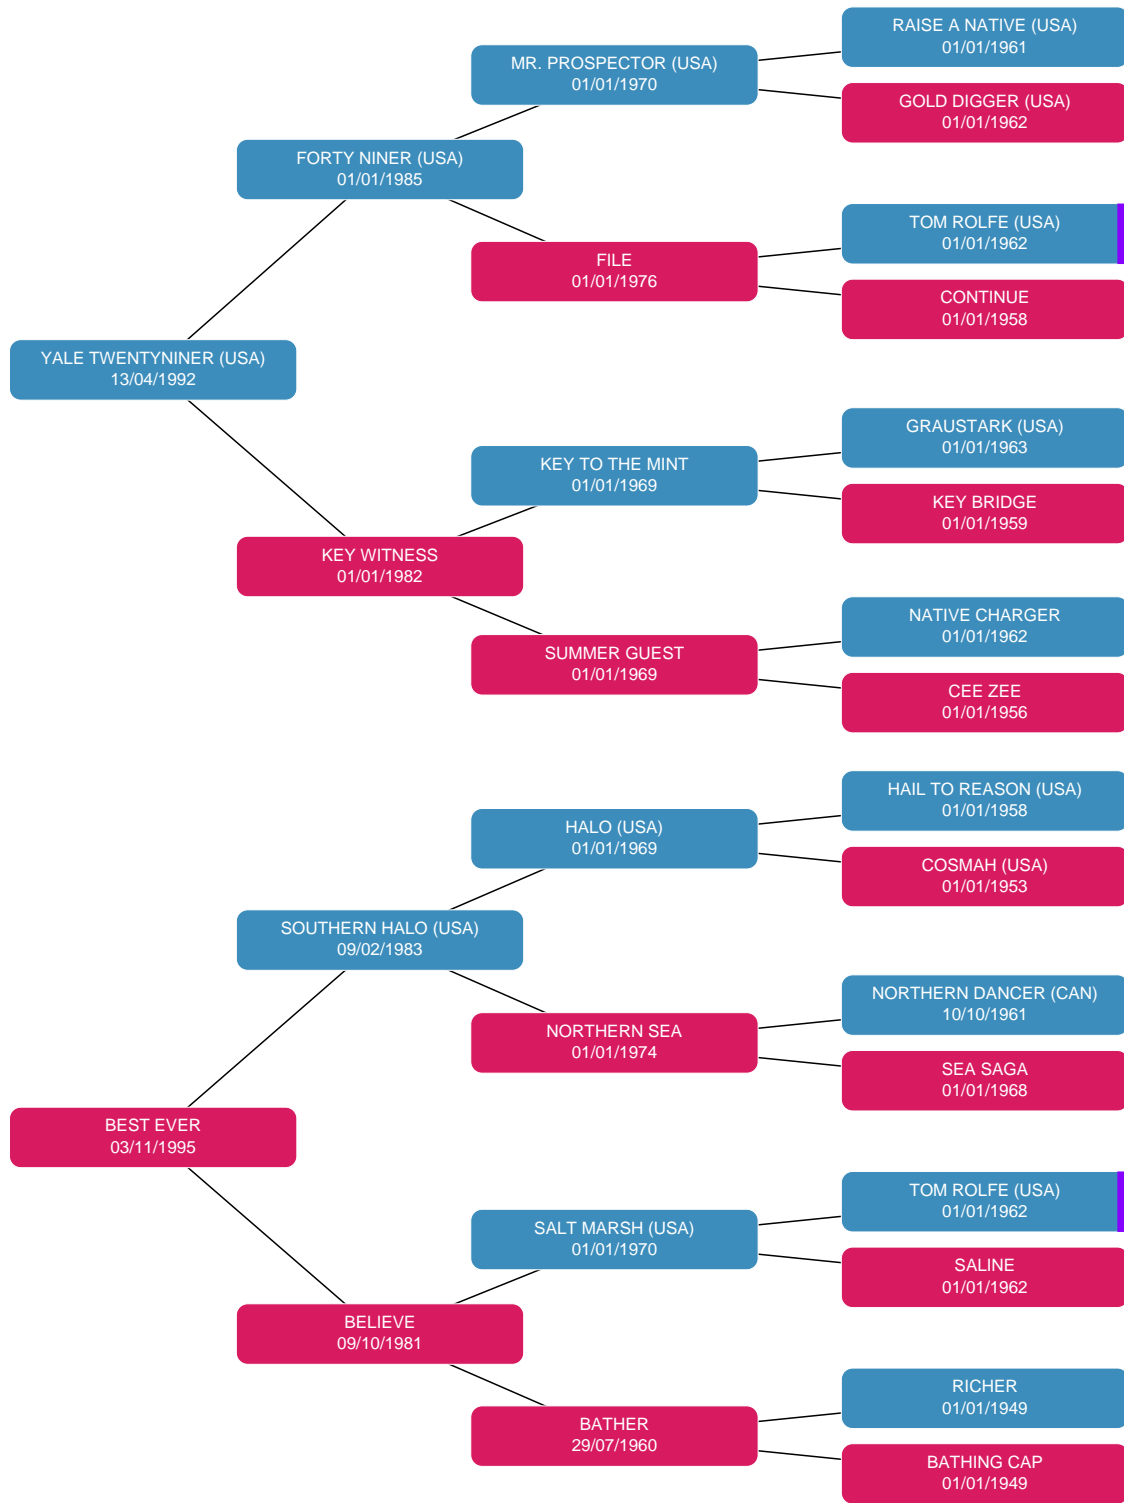 RAISE A NATIVE (USA)
01/01/1961
MR. PROSPECTOR (USA)
01/01/1970
GOLD DIGGER (USA)
01/01/1962
FORTY NINER (USA)
01/01/1985
TOM ROLFE (USA)
01/01/1962
FILE
01/01/1976
CONTINUE
01/01/1958
YALE TWENTYNINER (USA)
13/04/1992
GRAUSTARK (USA)
01/01/1963
KEY TO THE MINT
01/01/1969
KEY BRIDGE
01/01/1959
KEY WITNESS
01/01/1982
NATIVE CHARGER
01/01/1962
SUMMER GUEST
01/01/1969
CEE ZEE
01/01/1956
HAIL TO REASON (USA)
01/01/1958
HALO (USA)
01/01/1969
COSMAH (USA)
01/01/1953
SOUTHERN HALO (USA)
09/02/1983
NORTHERN DANCER (CAN)
10/10/1961
NORTHERN SEA
01/01/1974
SEA SAGA
01/01/1968
BEST EVER
03/11/1995
TOM ROLFE (USA)
01/01/1962
SALT MARSH (USA)
01/01/1970
SALINE
01/01/1962
BELIEVE
09/10/1981
RICHER
01/01/1949
BATHER
29/07/1960
BATHING CAP
01/01/1949